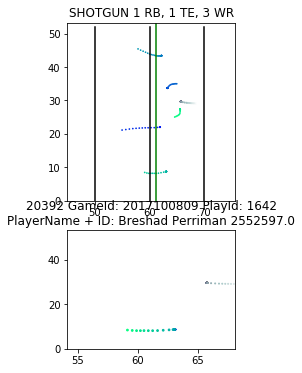 SHOTGUN 1 RB, 1 TE, 3 WR
50
40
30
20
10
0
50 60 70
20392 GameId: 2017100809 PlayId: 1642
PlayerName + ID: Breshad Perriman 2552597.0
40
20
0
55 60 65